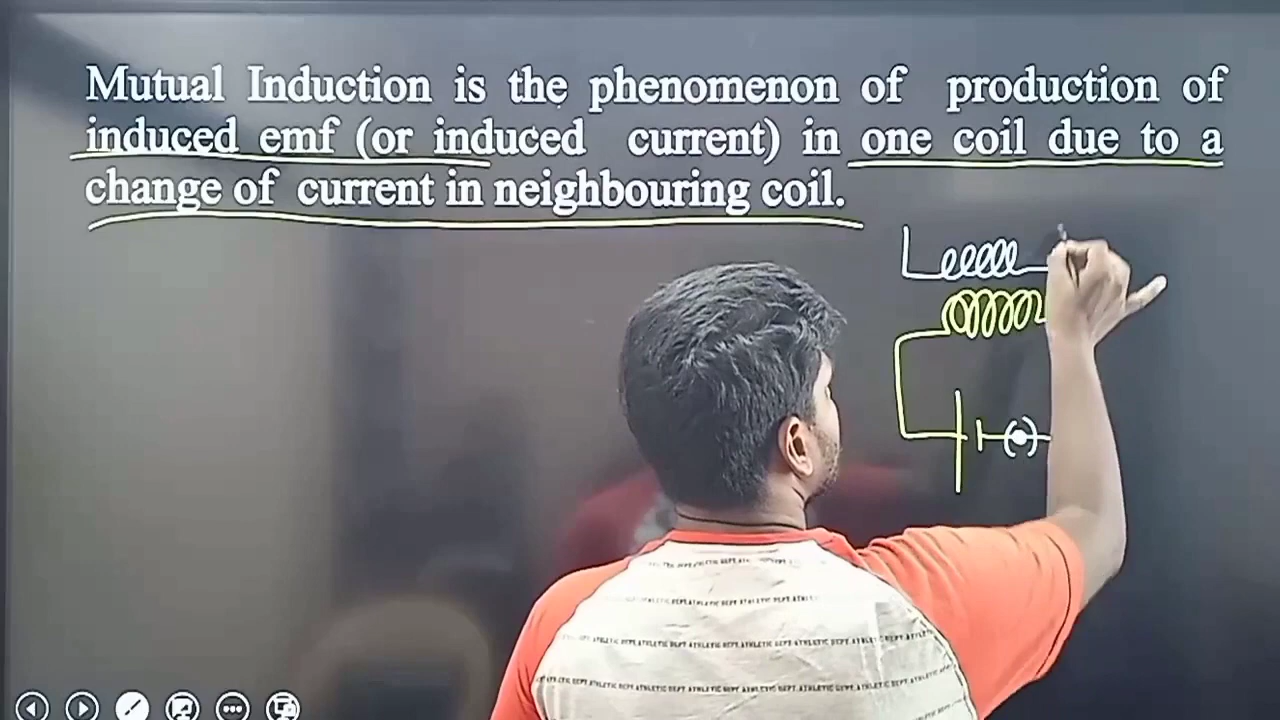 Mutual Induction is the phenomenon of production of
induced emf (or induced current) in one coil due to a
change of current in neighbouring coil.